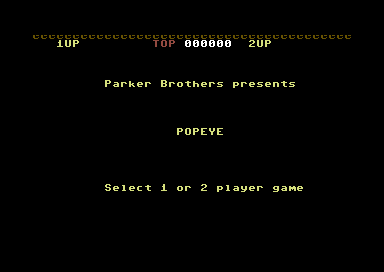 1UP TOP 000000 2UP
Parker Brothers presents
POPEYE
Select 1 or 2 player game